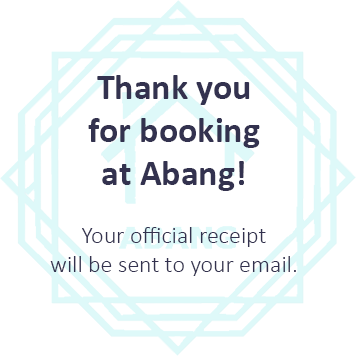 Thank you
for booking
at Abang!
Your official receipt
will be sent to your email.